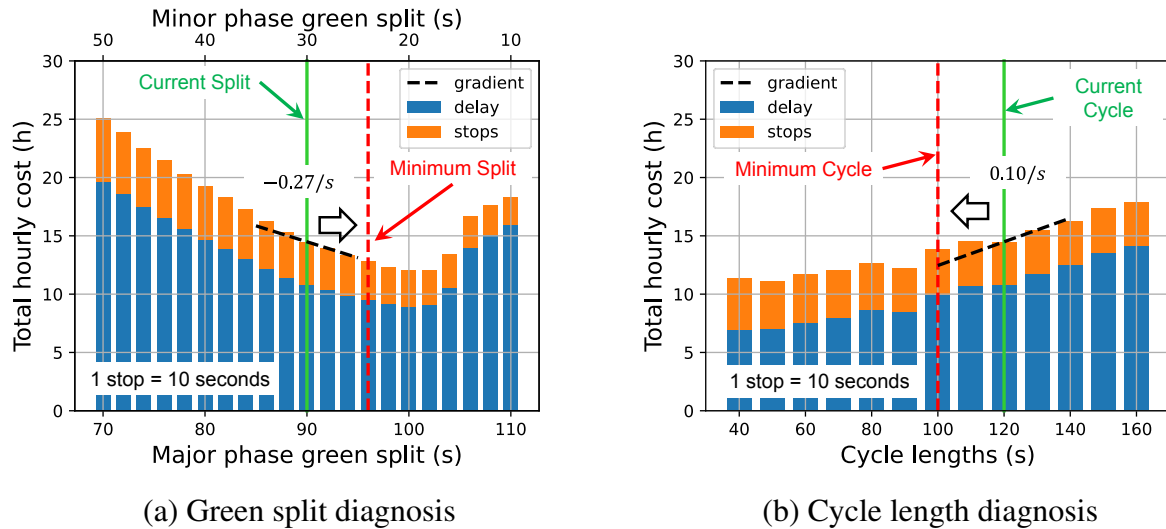 Minor phase green split (s)
50 40 30 20 10
30
25
20
15
10
5
0
Total hourly cost (h)
Current Split
gradient
delay
stops
−0.27/s
Minimum Split
1 stop = 10 seconds
70 80 90 100 110
Major phase green split (s)
(a) Green split diagnosis
30
25
20
15
10
5
0
Total hourly cost (h)
gradient
delay
stops
Current
Cycle
Minimum Cycle
0.10/s
1 stop = 10 seconds
40 60 80 100 120 140 160
Cycle lengths (s)
(b) Cycle length diagnosis